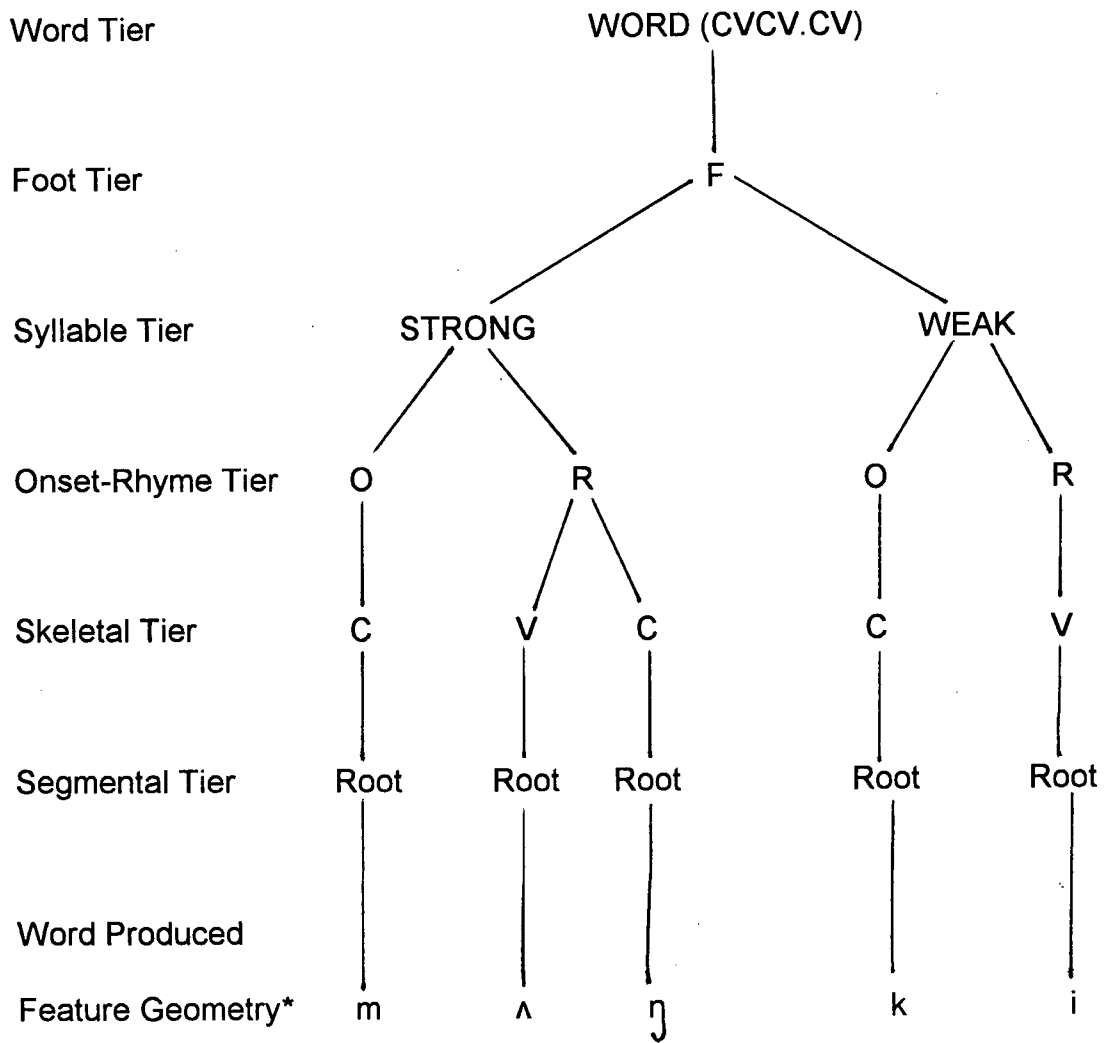 Word Tier WORD (CVCV.CV)
Foot Tier F
Syllable Tier STRONG WEAK
Onset-Rhyme Tier O R O R
Skeletal Tier C V C C V
Segmental Tier Root Root Root Root Root
Word Produced
Feature Geometry* m ʌ ŋ k i